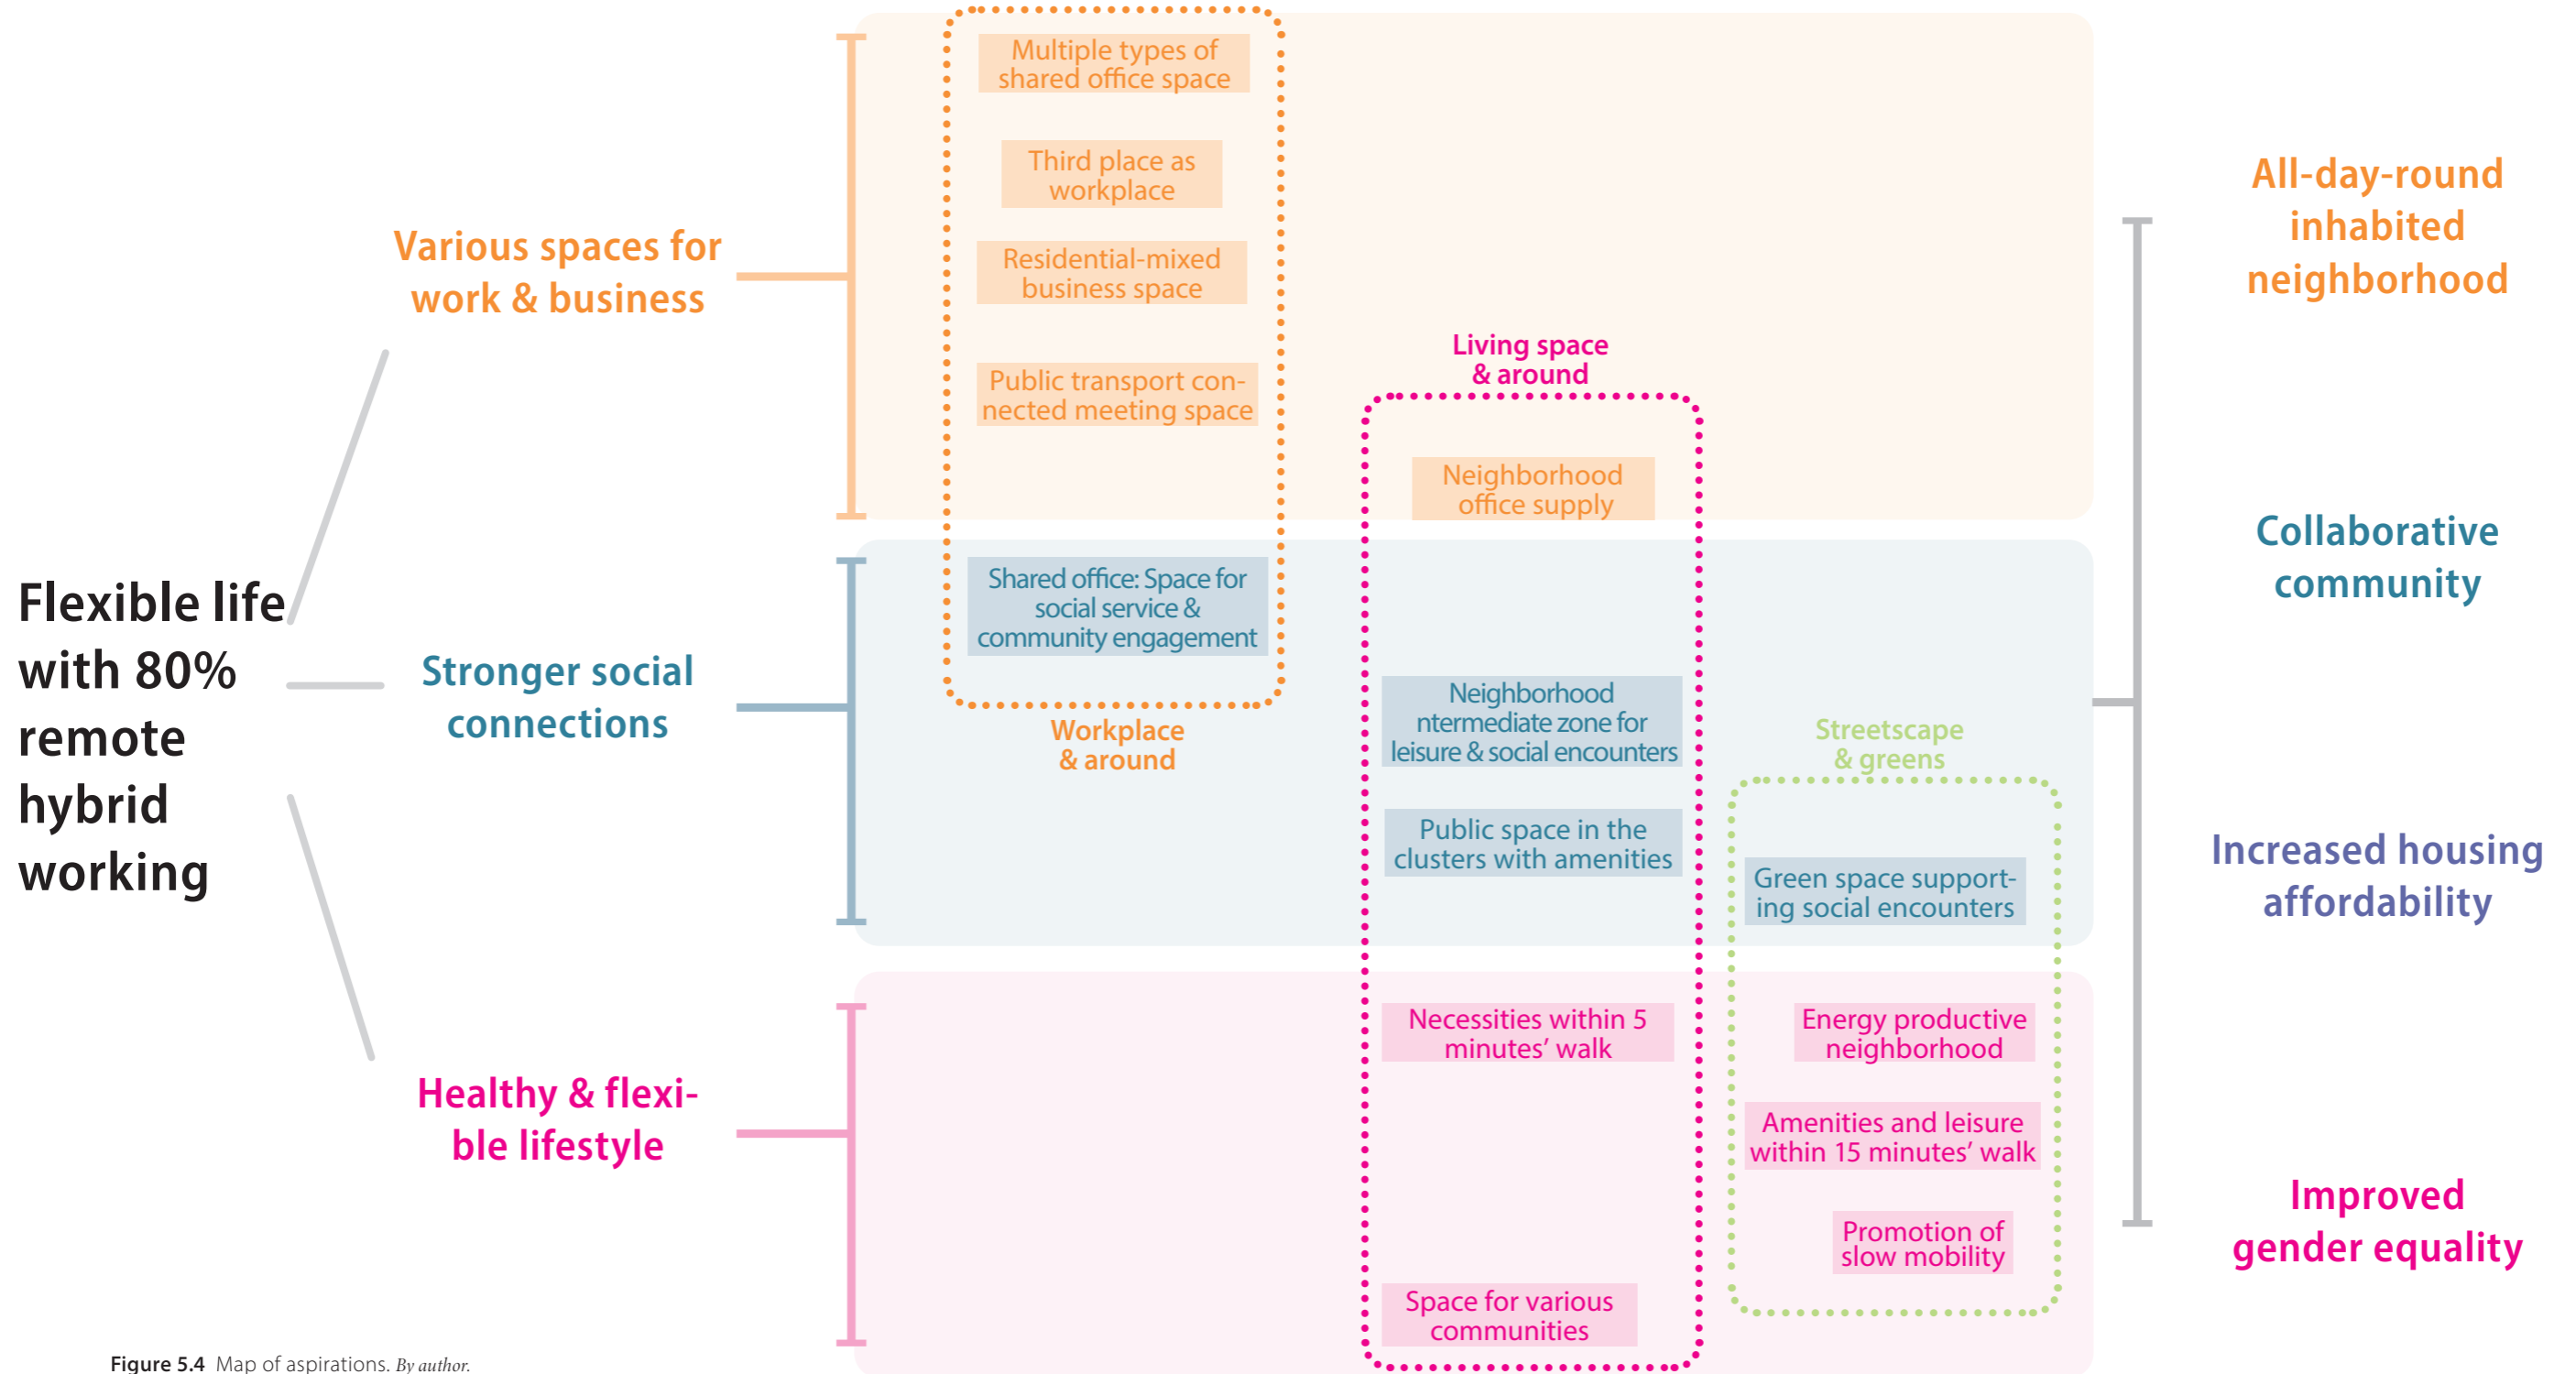 Flexible life
with 80%
remote
hybrid
working
Various spaces for
work & business
Stronger social
connections
Healthy & flexi-
ble lifestyle
Multiple types of
shared office space
Third place as
workplace
Residential-mixed
business space
Public transport con-
nected meeting space
Shared office: Space for
social service &
community engagement
Workplace
& around
Living space
& around
Neighborhood
office supply
Neighborhood
ntermediate zone for
leisure & social encounters
Public space in the
clusters with amenities
Necessities within 5
minutes’ walk
Space for various
communities
Streetscape
& greens
Green space support-
ing social encounters
Energy productive
neighborhood
Amenities and leisure
within 15 minutes’ walk
Promotion of
slow mobility
All-day-round
inhabited
neighborhood
Collaborative
community
Increased housing
affordability
Improved
gender equality
Figure 5.4 Map of aspirations. By author.